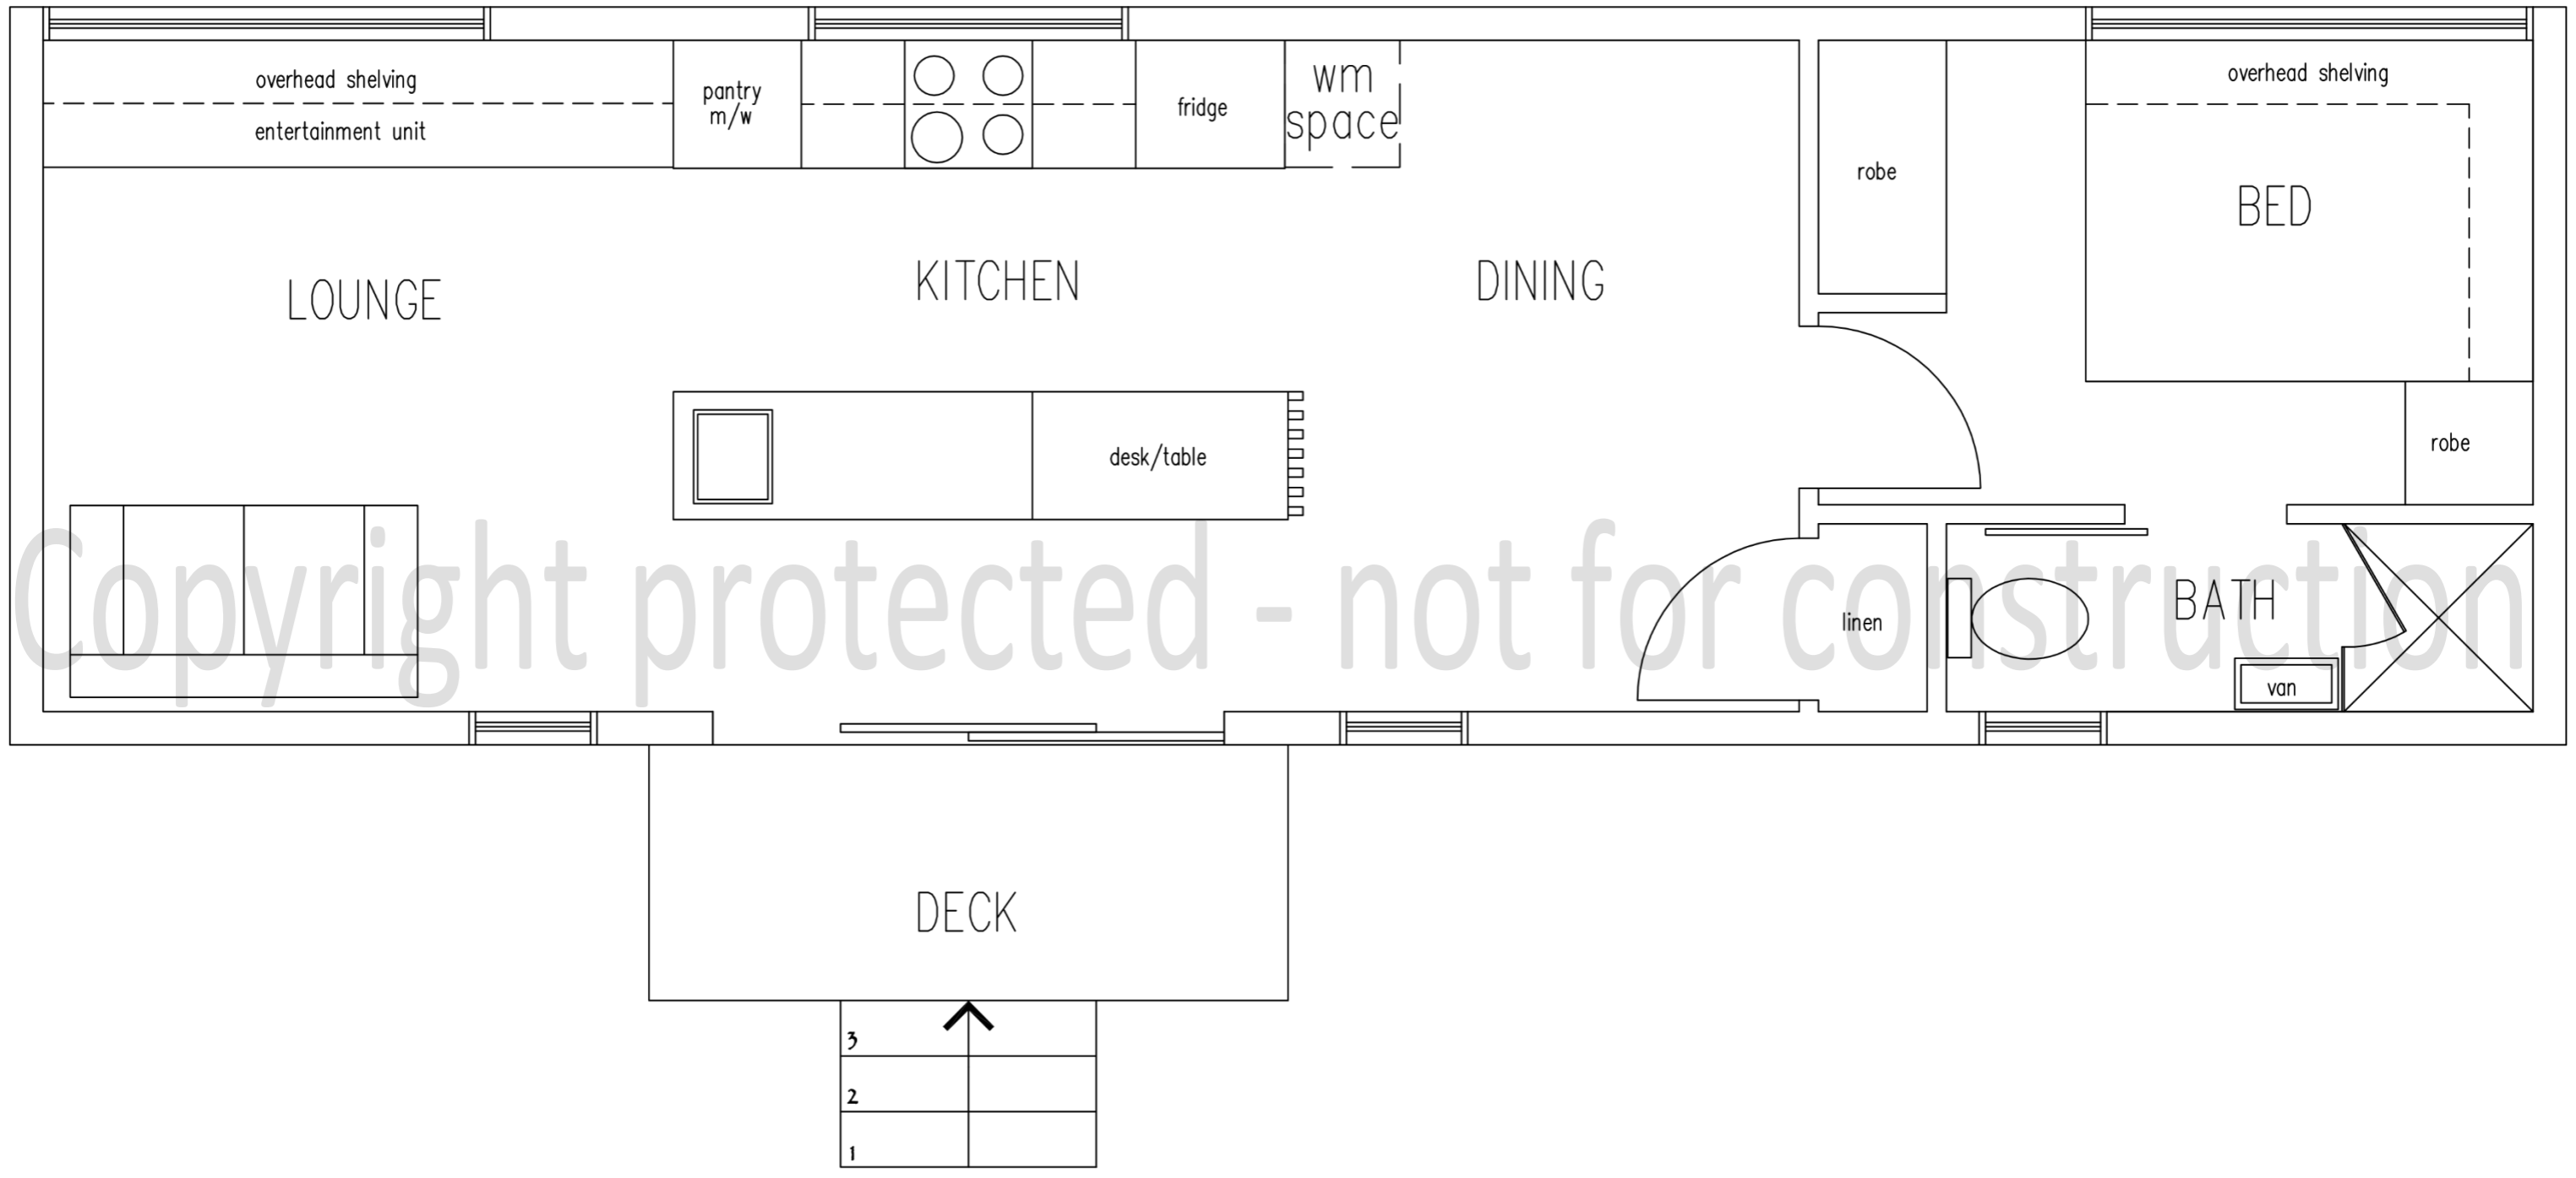 overhead shelving
entertainment unit
pantry
m/w
fridge
wm
space
robe
overhead shelving
BED
LOUNGE
KITCHEN
DINING
desk/table
robe
Copyright protected - not for construction
linen
BATH
van
DECK
3
2
1